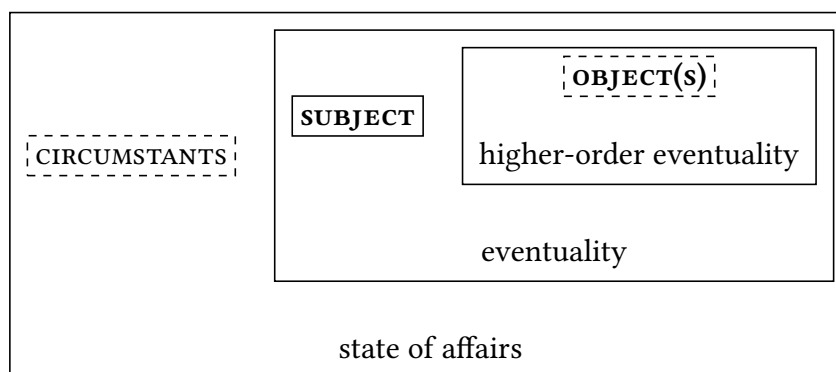 OBJECT(S)
SUBJECT
CIRCUMSTANTS
higher-order eventuality
eventuality
state of affairs